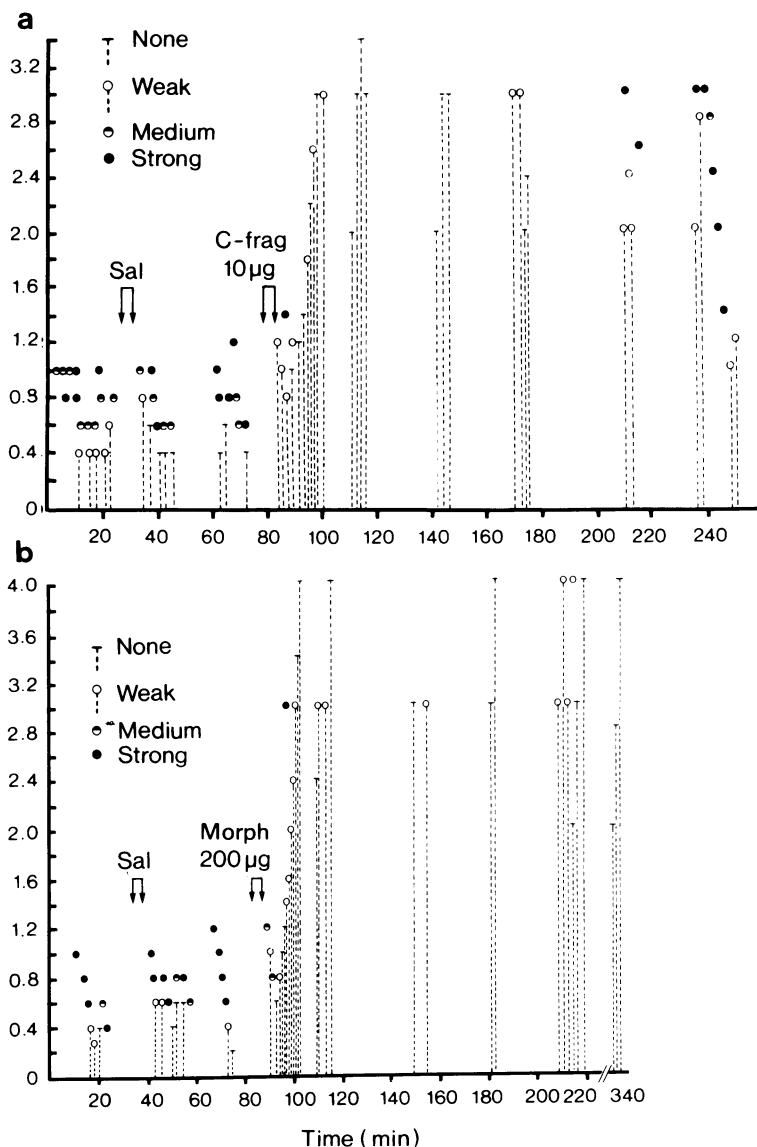 a
None
Weak
Medium
Strong
3.2
2.8
2.4
2.0
1.6
1.2
0.8
0.4
0
Sal
C-frag
10µg
20 40 60 80 100 120 140 160 180 200 220 240
b
None
Weak
Medium
Strong
4.0
3.6
3.2
2.8
2.4
2.0
1.6
1.2
0.8
0.4
0
Sal
Morph
200µg
20 40 60 80 100 120 140 160 180 200 220 340
Time (min)